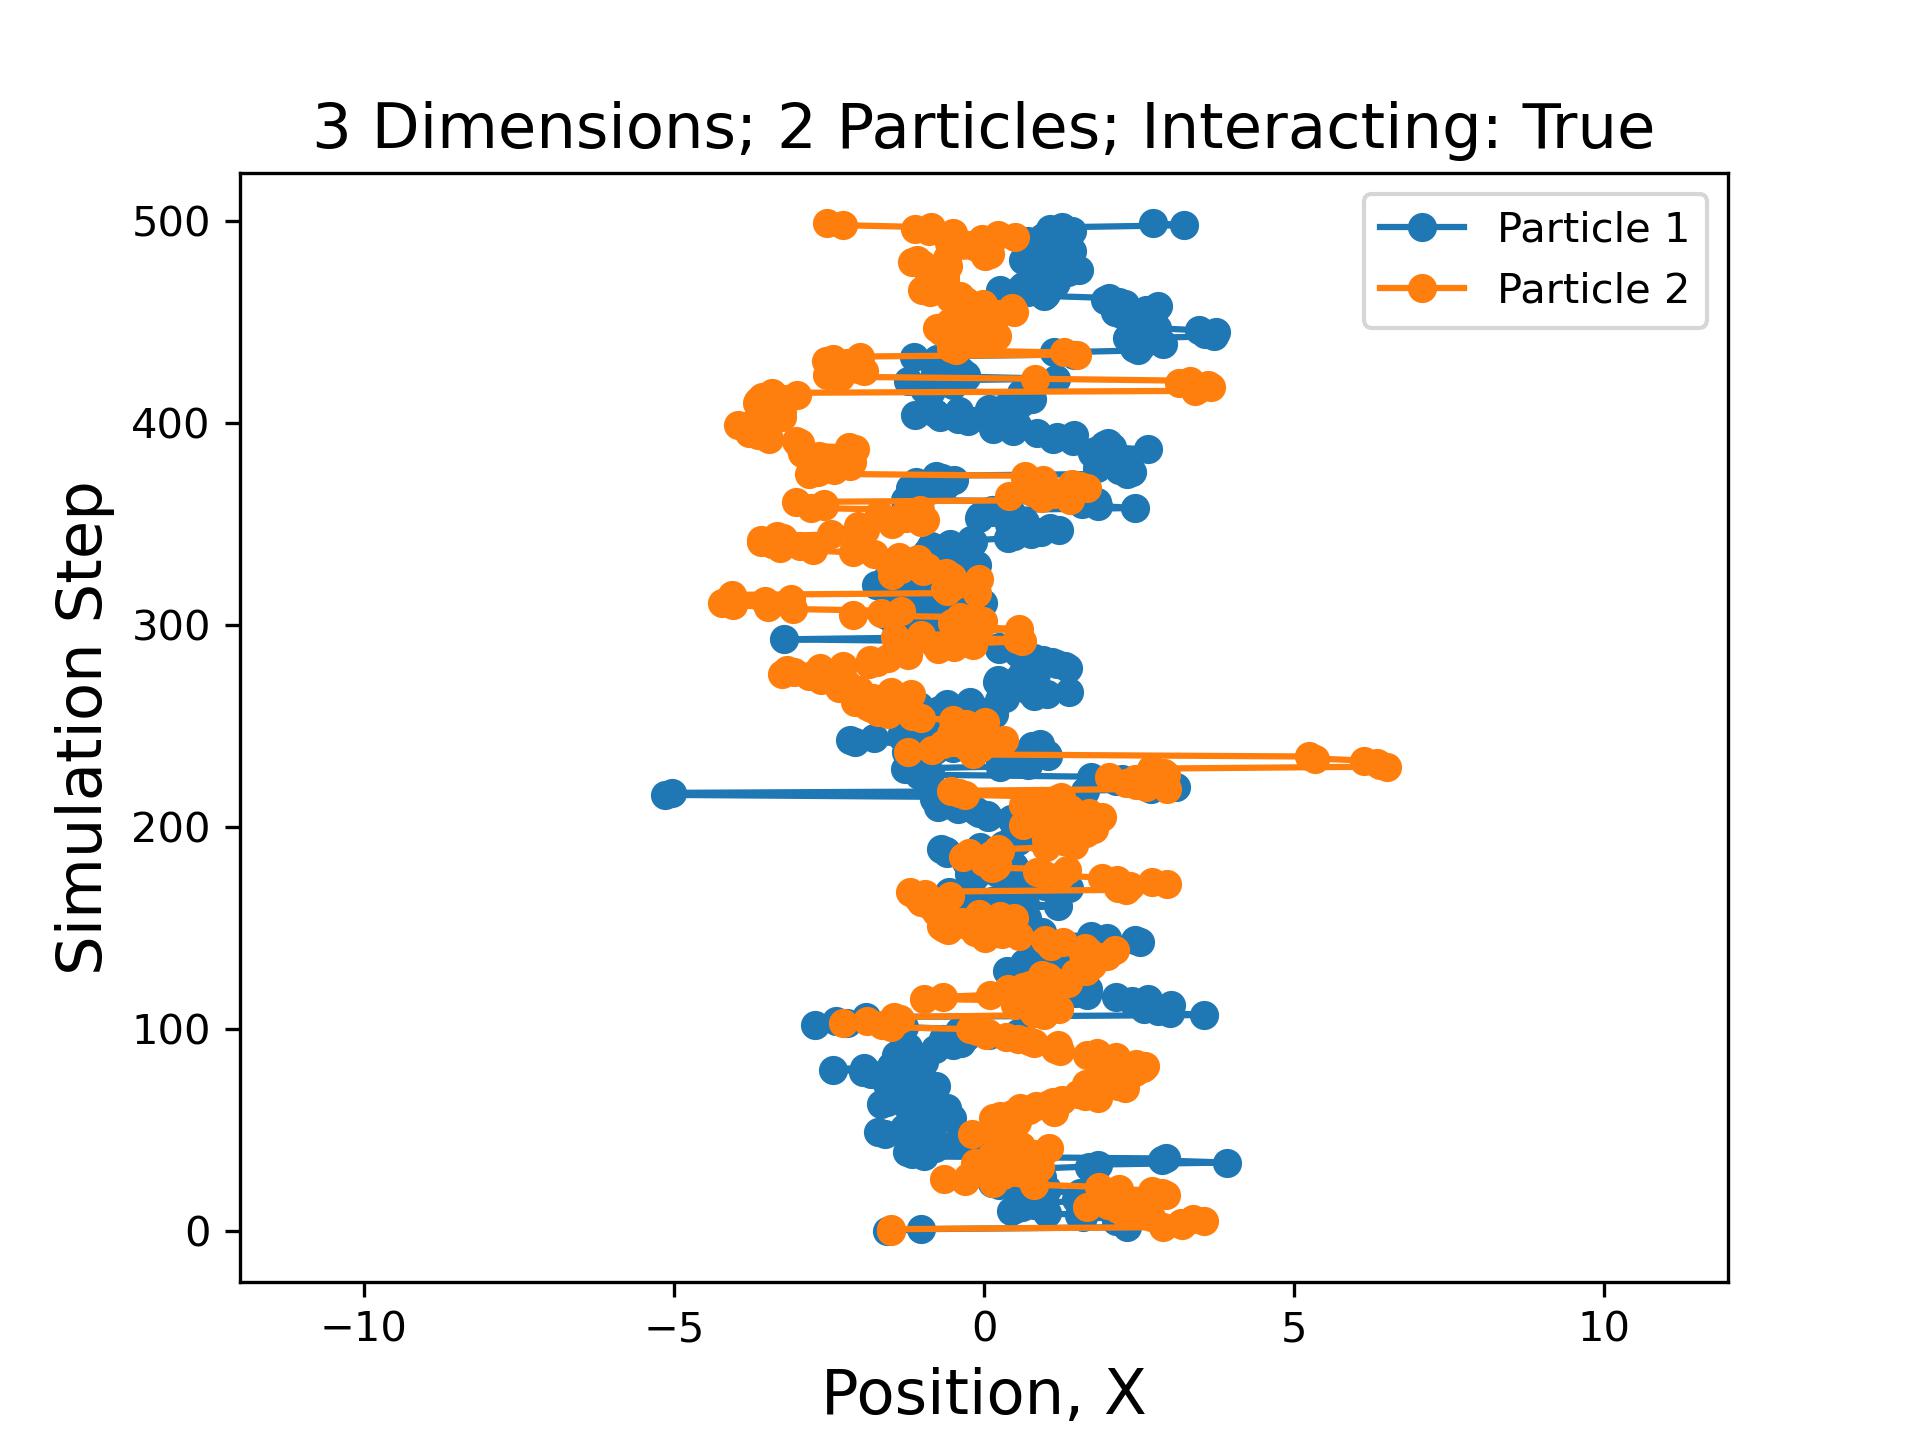 3 Dimensions; 2 Particles; Interacting: True
Particle 1
Particle 2
Simulation Step
500
400
300
200
100
0
−10
−5
0
5
10
Position, X